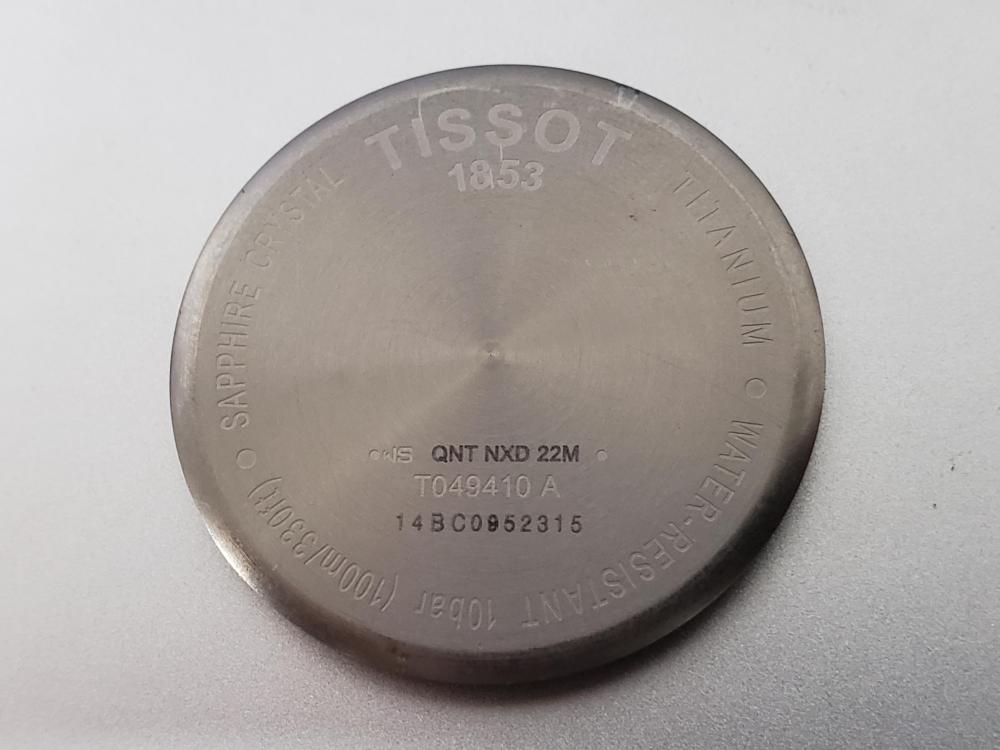 TISSOT
1853
TITANIUM ○ WATER-RESISTANT 10bar (100m/330ft) ○ SAPPHIRE CRYSTAL
QNT NXD 22M
T049410 A
14BC0952315